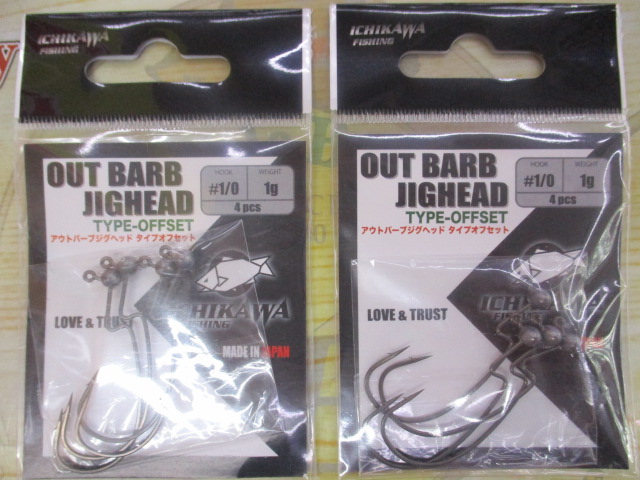 ICHIKAWA
FISHING
OUT BARB
JIGHEAD
TYPE-OFFSET
アウトバーブジグヘッド タイプオフセット
HOOK
#1/0
WEIGHT
1g
4 pcs
LOVE & TRUST
ICHIKAWA
FISHING
MADE IN JAPAN
ICHIKAWA
FISHING
OUT BARB
JIGHEAD
TYPE-OFFSET
アウトバーブジグヘッド タイプオフセット
HOOK
#1/0
WEIGHT
1g
4 pcs
LOVE & TRUST
ICHIKAWA